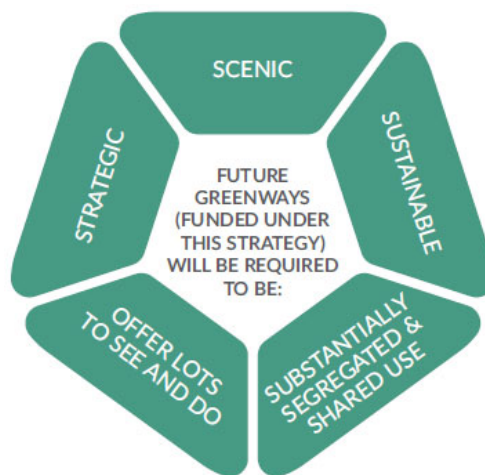 SCENIC
SUSTAINABLE
SUBSTANTIALLY
SEGREGATED &
SHARED USE
OFFER LOTS
TO SEE AND DO
STRATEGIC
FUTURE
GREENWAYS
(FUNDED UNDER
THIS STRATEGY)
WILL BE REQUIRED
TO BE: